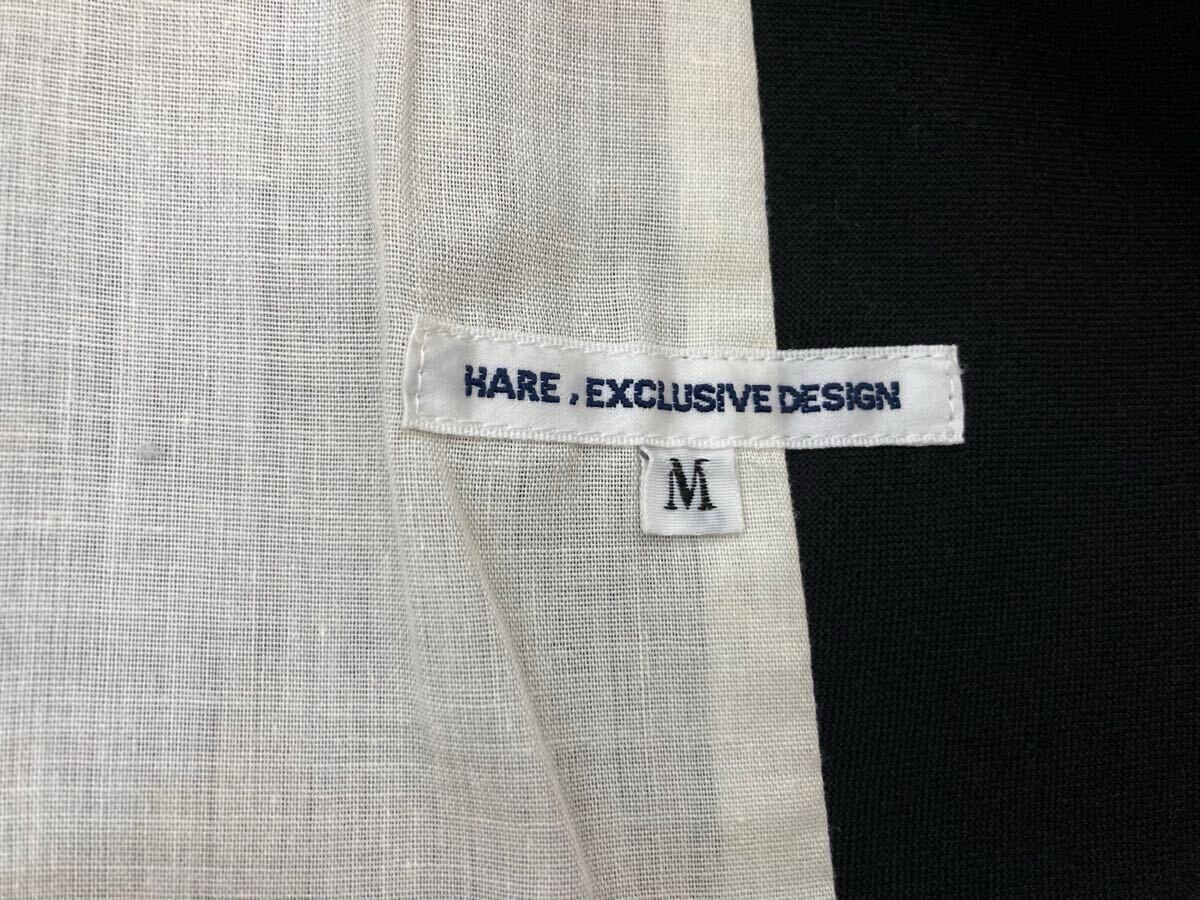 HARE , EXCLUSIVE DESIGN
M